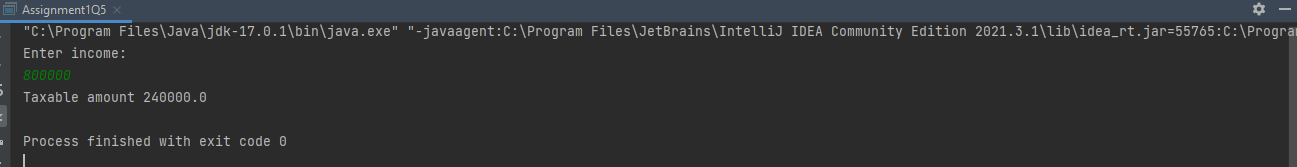 Assignment1Q5
"C:\Program Files\Java\jdk-17.0.1\bin\java.exe" "-javaagent:C:\Program Files\JetBrains\IntelliJ IDEA Community Edition 2021.3.1\lib\idea_rt.jar=55765:C:\Program
Enter income:
800000
Taxable amount 240000.0
Process finished with exit code 0